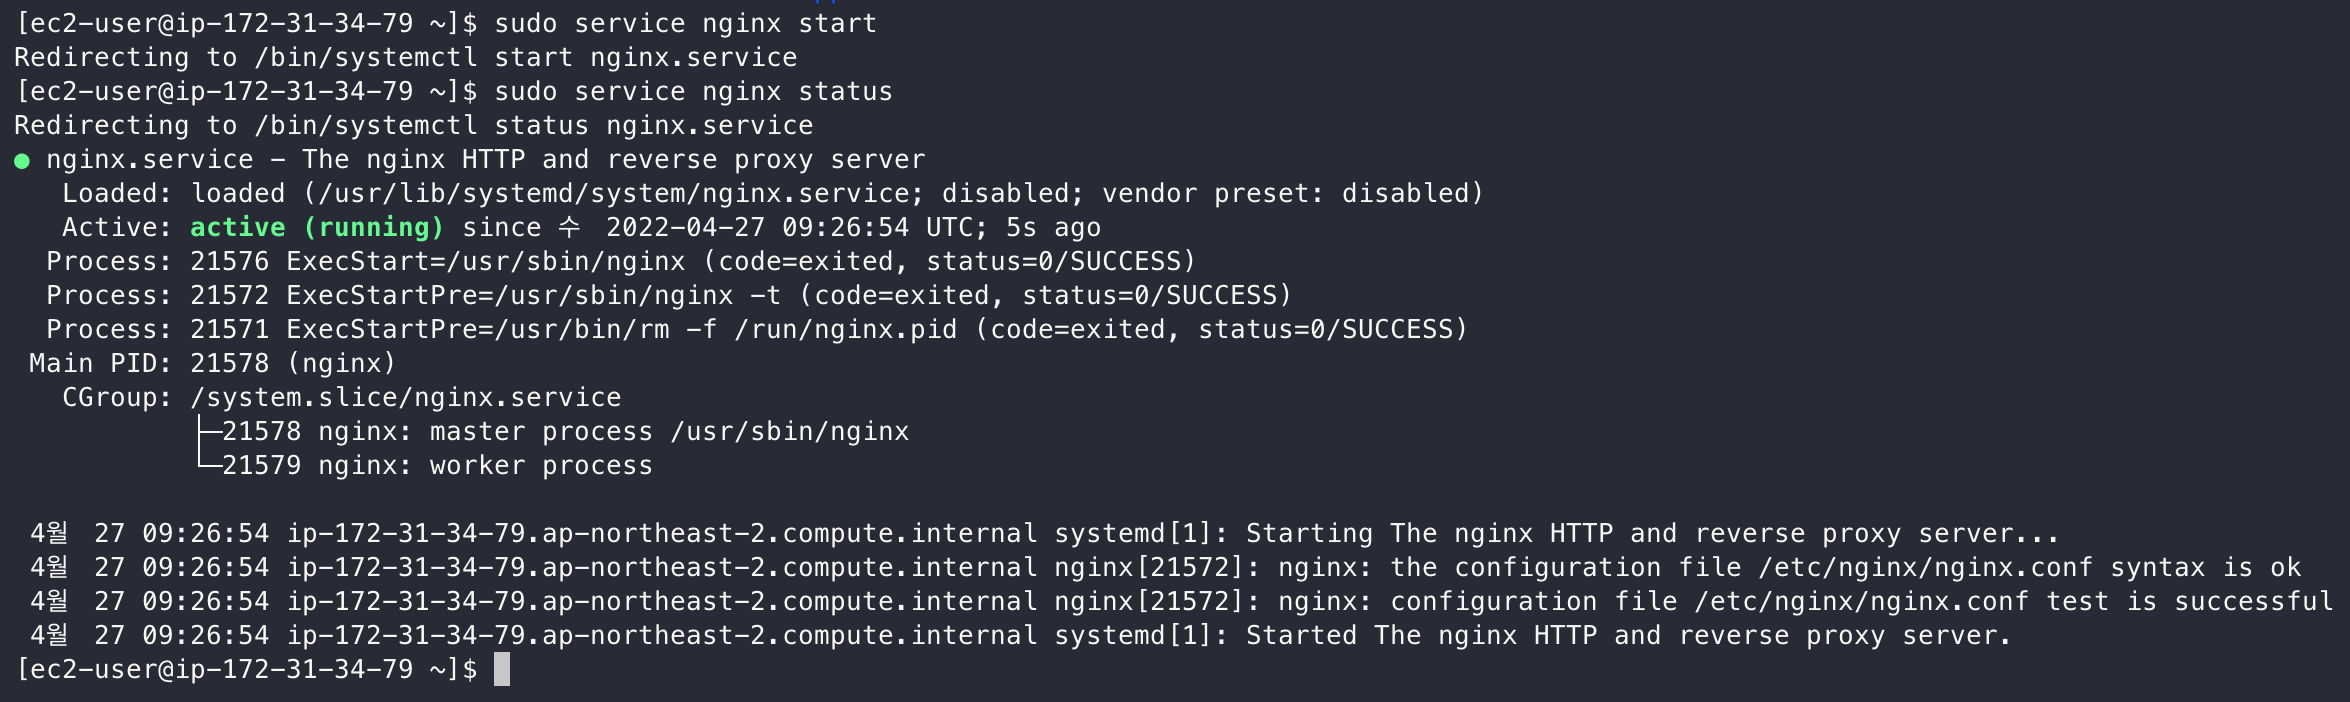 [ec2-user@ip-172-31-34-79 ~]$ sudo service nginx start
Redirecting to /bin/systemctl start nginx.service
[ec2-user@ip-172-31-34-79 ~]$ sudo service nginx status
Redirecting to /bin/systemctl status nginx.service
● nginx.service - The nginx HTTP and reverse proxy server
   Loaded: loaded (/usr/lib/systemd/system/nginx.service; disabled; vendor preset: disabled)
   Active: active (running) since 수 2022-04-27 09:26:54 UTC; 5s ago
  Process: 21576 ExecStart=/usr/sbin/nginx (code=exited, status=0/SUCCESS)
  Process: 21572 ExecStartPre=/usr/sbin/nginx -t (code=exited, status=0/SUCCESS)
  Process: 21571 ExecStartPre=/usr/bin/rm -f /run/nginx.pid (code=exited, status=0/SUCCESS)
 Main PID: 21578 (nginx)
   CGroup: /system.slice/nginx.service
           ├─21578 nginx: master process /usr/sbin/nginx
           └─21579 nginx: worker process
 4월 27 09:26:54 ip-172-31-34-79.ap-northeast-2.compute.internal systemd[1]: Starting The nginx HTTP and reverse proxy server...
 4월 27 09:26:54 ip-172-31-34-79.ap-northeast-2.compute.internal nginx[21572]: nginx: the configuration file /etc/nginx/nginx.conf syntax is ok
 4월 27 09:26:54 ip-172-31-34-79.ap-northeast-2.compute.internal nginx[21572]: nginx: configuration file /etc/nginx/nginx.conf test is successful
 4월 27 09:26:54 ip-172-31-34-79.ap-northeast-2.compute.internal systemd[1]: Started The nginx HTTP and reverse proxy server.
[ec2-user@ip-172-31-34-79 ~]$